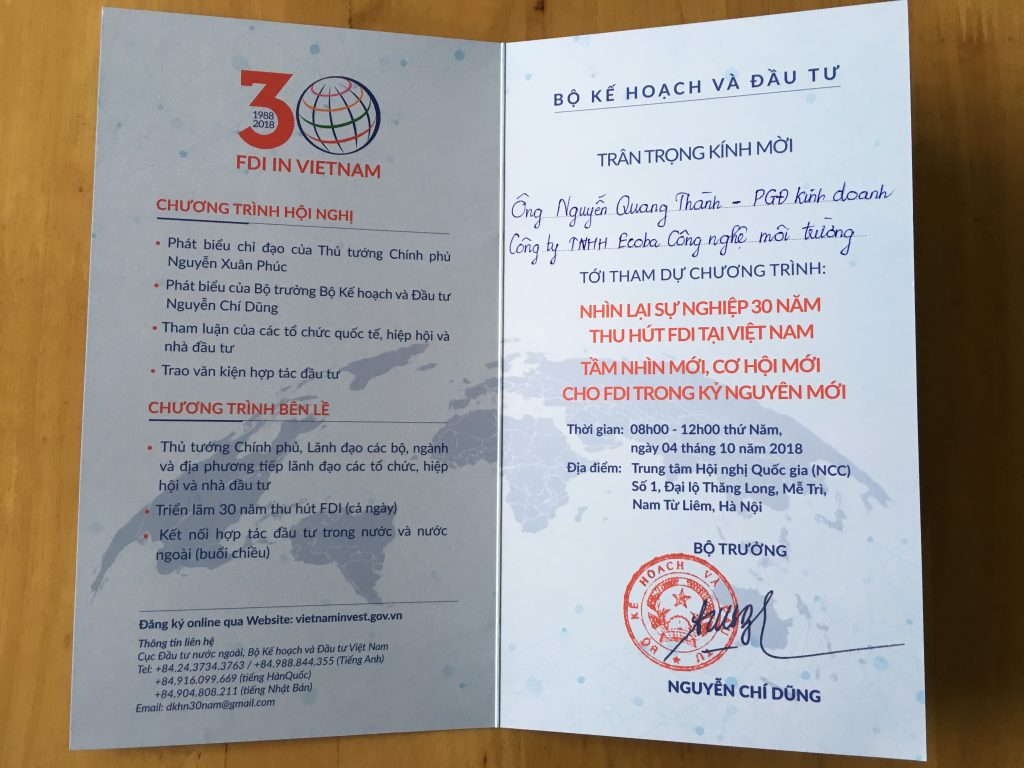 30
1988
2018
FDI IN VIETNAM
CHƯƠNG TRÌNH HỘI NGHỊ
• Phát biểu chỉ đạo của Thủ tướng Chính phủ
Nguyễn Xuân Phúc
• Phát biểu của Bộ trưởng Bộ Kế hoạch và Đầu tư
Nguyễn Chí Dũng
• Tham luận của các tổ chức quốc tế, hiệp hội và
nhà đầu tư
• Trao văn kiện hợp tác đầu tư
CHƯƠNG TRÌNH BÊN LỀ
• Thủ tướng Chính phủ, Lãnh đạo các bộ, ngành
và địa phương tiếp lãnh đạo các tổ chức, hiệp
hội và nhà đầu tư
• Triển lãm 30 năm thu hút FDI (cả ngày)
• Kết nối hợp tác đầu tư trong nước và nước
ngoài (buổi chiều)
Đăng ký online qua Website: vietnaminvest.gov.vn
Thông tin liên hệ
Cục Đầu tư nước ngoài, Bộ Kế hoạch và Đầu tư Việt Nam
Tel: +84.24.3734.3763 / +84.988.844.355 (Tiếng Anh)
+84.916.099.669 (tiếng HànQuốc)
+84.904.808.211 (tiếng Nhật Bản)
Email: dkhn30nam@gmail.com
BỘ KẾ HOẠCH VÀ ĐẦU TƯ
TRÂN TRỌNG KÍNH MỜI
Ông Nguyễn Quang Thành - PGĐ kinh doanh
Công ty TNHH Ecoba Công nghệ môi trường
TỚI THAM DỰ CHƯƠNG TRÌNH:
NHÌN LẠI SỰ NGHIỆP 30 NĂM
THU HÚT FDI TẠI VIỆT NAM
TẦM NHÌN MỚI, CƠ HỘI MỚI
CHO FDI TRONG KỶ NGUYÊN MỚI
Thời gian: 08h00 - 12h00 thứ Năm,
ngày 04 tháng 10 năm 2018
Địa điểm: Trung tâm Hội nghị Quốc gia (NCC)
Số 1, Đại lộ Thăng Long, Mễ Trì,
Nam Từ Liêm, Hà Nội
BỘ TRƯỞNG
BỘ KẾ HOẠCH VÀ TƯ
NGUYỄN CHÍ DŨNG